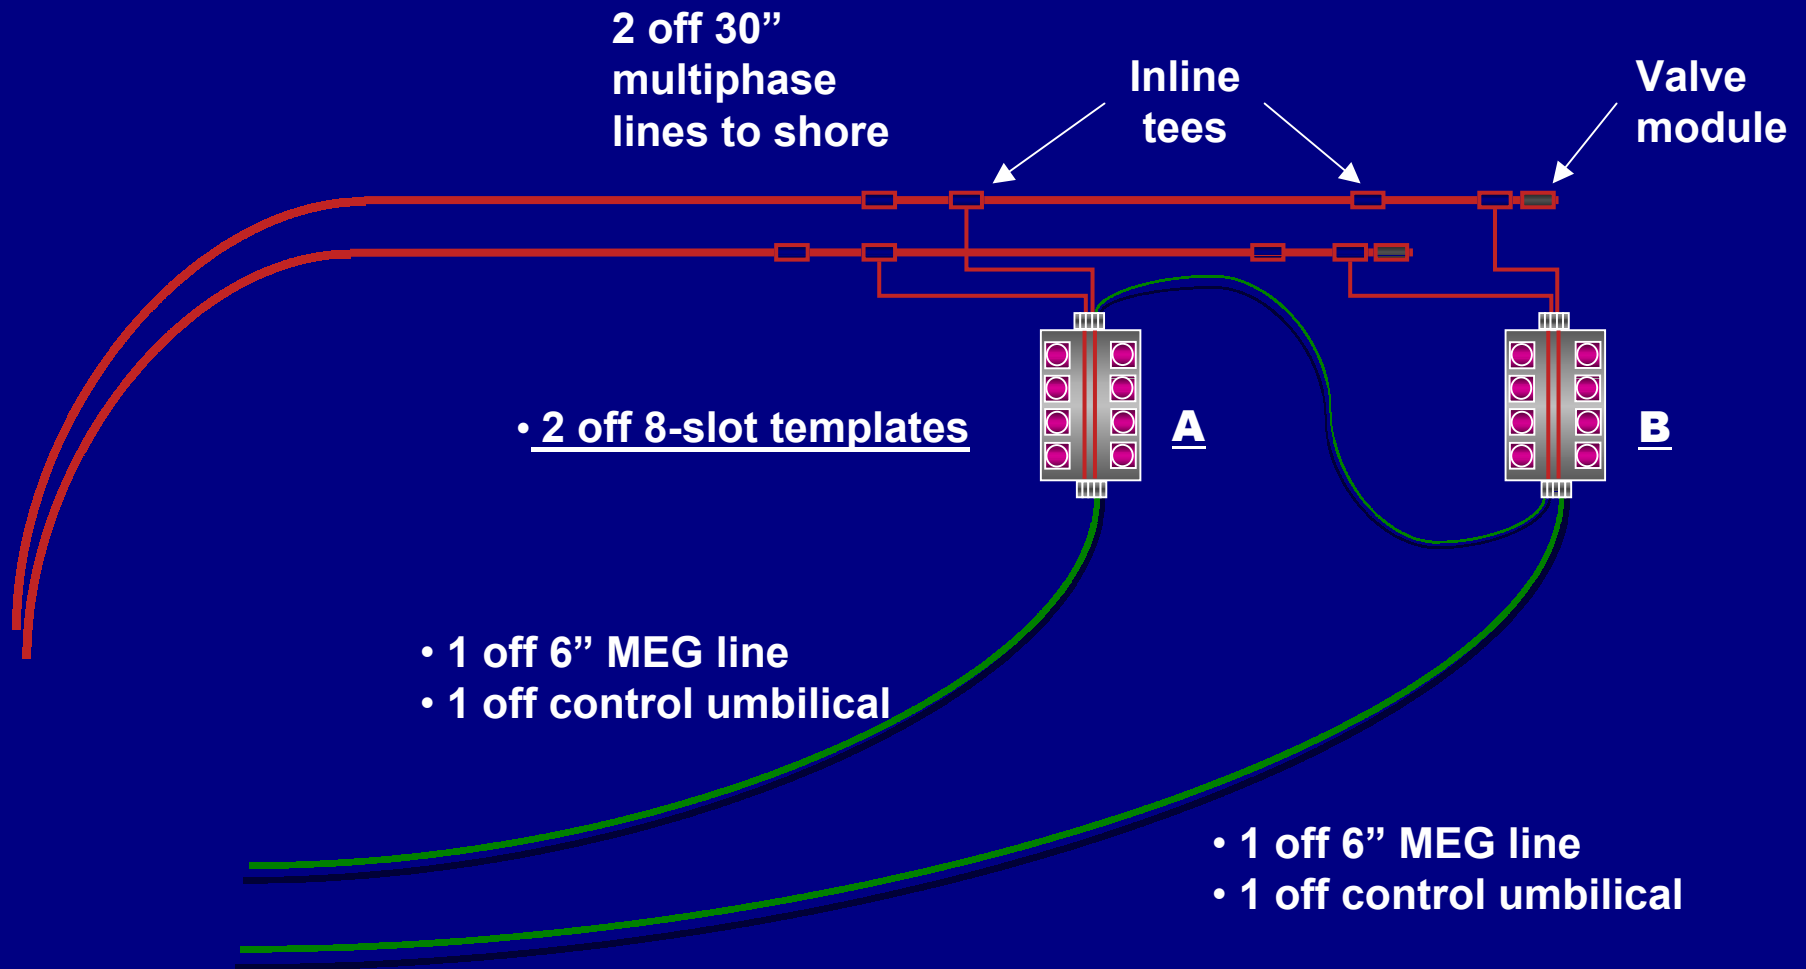 2 off 30”
multiphase
lines to shore
Inline
tees
Valve
module
• 2 off 8-slot templates
A
B
• 1 off 6” MEG line
• 1 off control umbilical
• 1 off 6” MEG line
• 1 off control umbilical